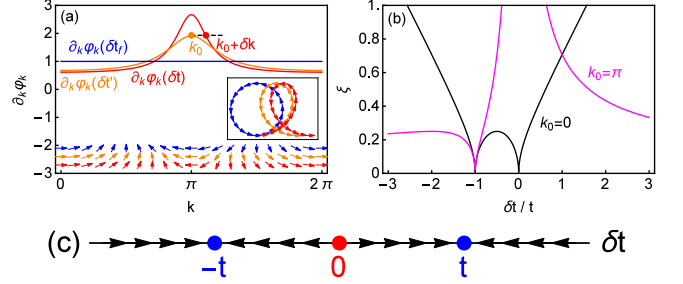 (a)
3
2
1
0
−1
−2
−3
∂ₖφₖ
∂ₖφₖ(δt_f)
k₀
k₀+δk
∂ₖφₖ(δt')
∂ₖφₖ(δt)
0
π
2 π
k
(b)
1
0.8
0.6
0.4
0.2
0
ξ
k₀=π
k₀=0
−3
−2
−1
0
1
2
3
δt / t
(c)
δt
−t
0
t